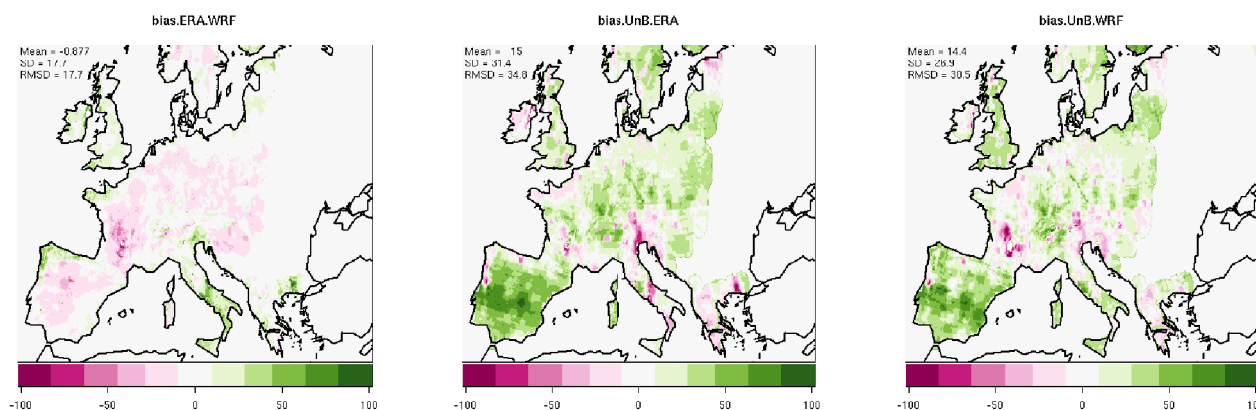 bias.ERA.WRF
Mean = -0.877
SD = 17.7
RMSD = 17.7
-100 -50 0 50 100
bias.UnB.ERA
Mean = 15
SD = 31.4
RMSD = 34.8
-100 -50 0 50 100
bias.UnB.WRF
Mean = 14.4
SD = 26.9
RMSD = 30.5
-100 -50 0 50 100